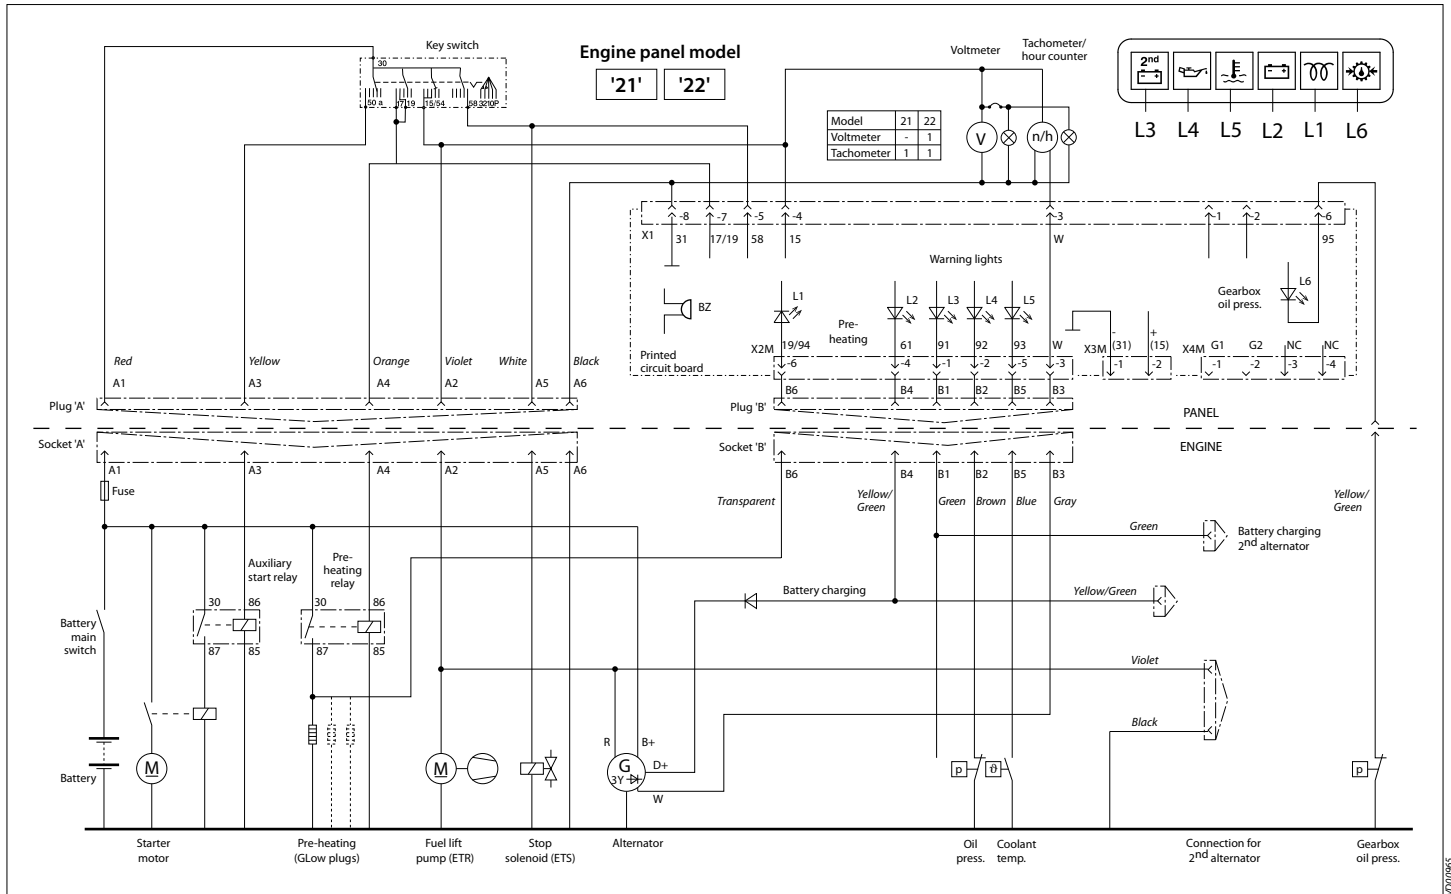 Key switch
Engine panel model
'21' '22'
Voltmeter
Tachometer/
hour counter
30
50 a 17 19 15/54 58 3210P
Model 21 22
Voltmeter - 1
Tachometer 1 1
V
n/h
2nd
L3 L4 L5 L2 L1 L6
-8 -7 -5 -4 -3 -1 -2 -6
X1 31 17/19 58 15 W 95
Warning lights
BZ
L1
L2 L3 L4 L5
Gearbox
oil press.
L6
Pre-
heating
Printed
circuit board
X2M 19/94 61 91 92 93 W
-6 -4 -1 -2 -5 -3
X3M - (31) + (15)
-1 -2
X4M G1 G2 NC NC
-1 -2 -3 -4
Red Yellow Orange Violet White Black
A1 A3 A4 A2 A5 A6
B6 B4 B1 B2 B5 B3
Plug 'A'
Plug 'B'
PANEL
Socket 'A'
Socket 'B'
ENGINE
A1 A3 A4 A2 A5 A6
B6 B4 B1 B2 B5 B3
Fuse
Transparent
Yellow/
Green
Green Brown Blue Gray
Yellow/
Green
Green
Battery charging
2nd alternator
Auxiliary
start relay
Pre-
heating
relay
30 86
30 86
87 85
87 85
Battery charging
Yellow/Green
Battery
main
switch
Violet
Black
R B+
G
3Y
D+
W
M
M
p
ϑ
p
Battery
Starter
motor
Pre-heating
(GLow plugs)
Fuel lift
pump (ETR)
Stop
solenoid (ETS)
Alternator
Oil
press.
Coolant
temp.
Connection for
2nd alternator
Gearbox
oil press.